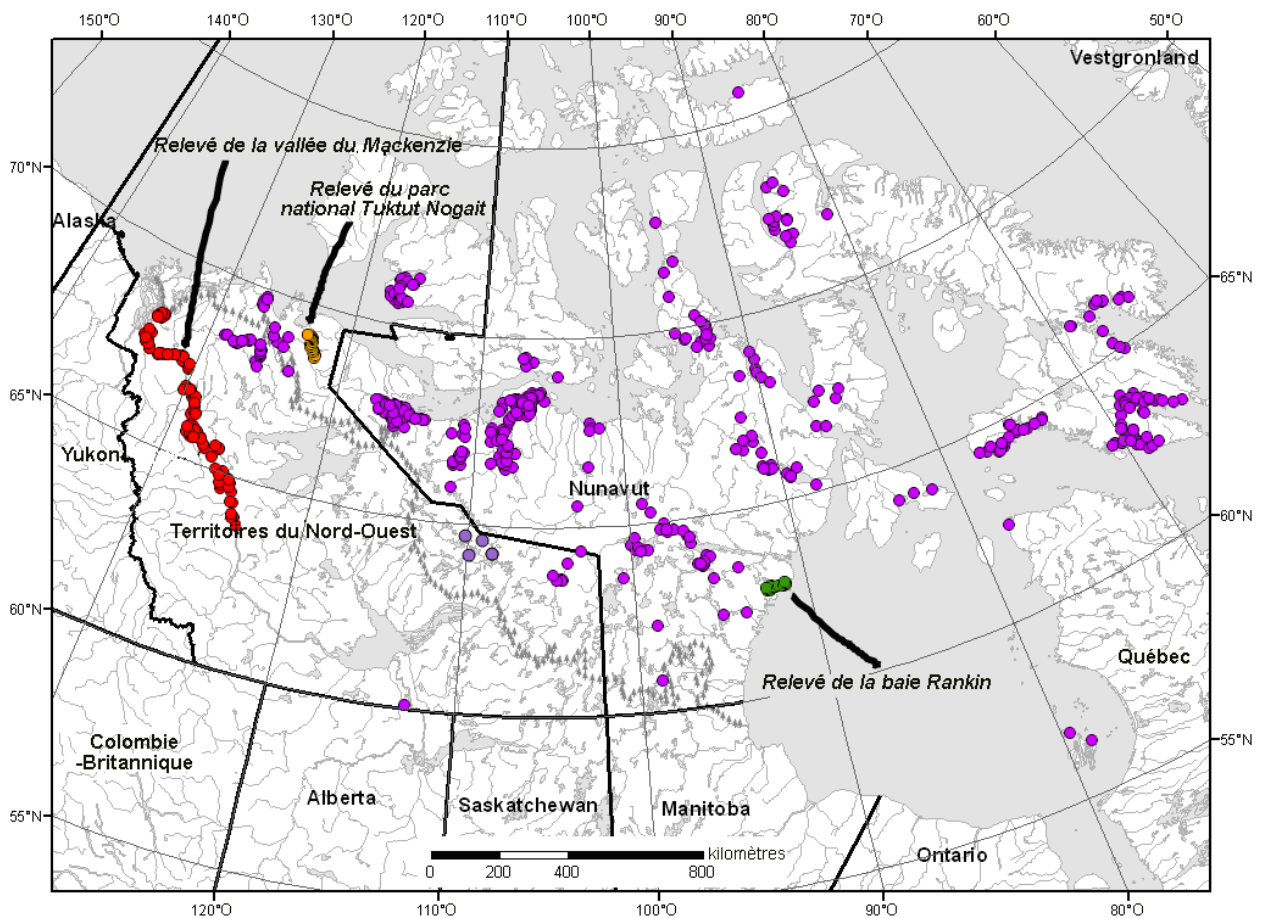 150°O 140°O 130°O 120°O 110°O 100°O 90°O 80°O 70°O 60°O 50°O
Vestgronland
Relevé de la vallée du Mackenzie
70°N
Relevé du parc
national Tuktut Nogait
Alaska
65°N
65°N
Yukon
Nunavut
Territoires du Nord-Ouest
60°N
60°N
Québec
Relevé de la baie Rankin
55°N
Colombie
-Britannique
Alberta
Saskatchewan
Manitoba
55°N
kilomètres
Ontario
0 200 400 800
120°O 110°O 100°O 90°O 80°O